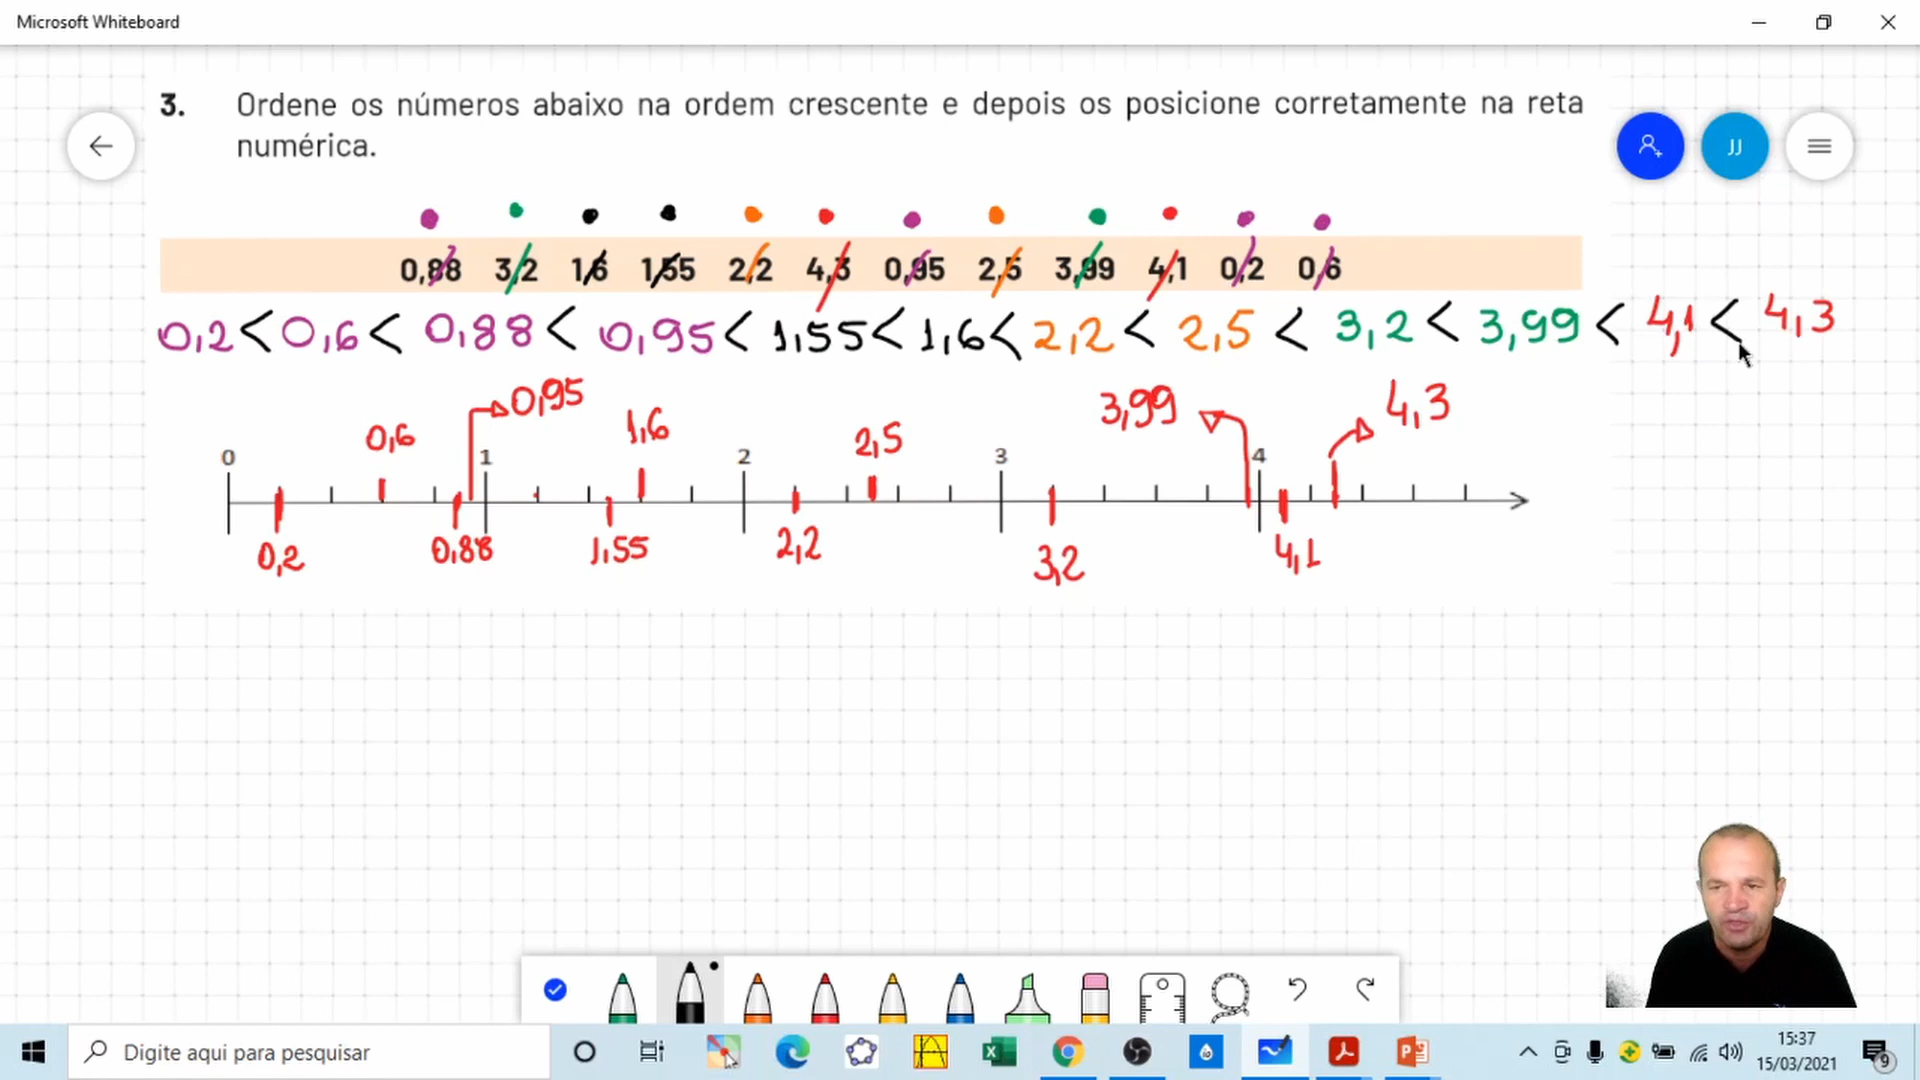 Microsoft Whiteboard
3. Ordene os números abaixo na ordem crescente e depois os posicione corretamente na reta
numérica.
JJ
0,88 3,2 1,6 1,55 2,2 4,3 0,95 2,5 3,99 4,1 0,2 0,6
0,2 < 0,6 < 0,88 < 0,95 < 1,55 < 1,6 < 2,2 < 2,5 < 3,2 < 3,99 < 4,1 < 4,3
0,95 3,99 4,3
0,6 1,6 2,5
0 1 2 3 4
0,2 0,88 1,55 2,2 3,2 4,1
Digite aqui para pesquisar
15:37
15/03/2021
9